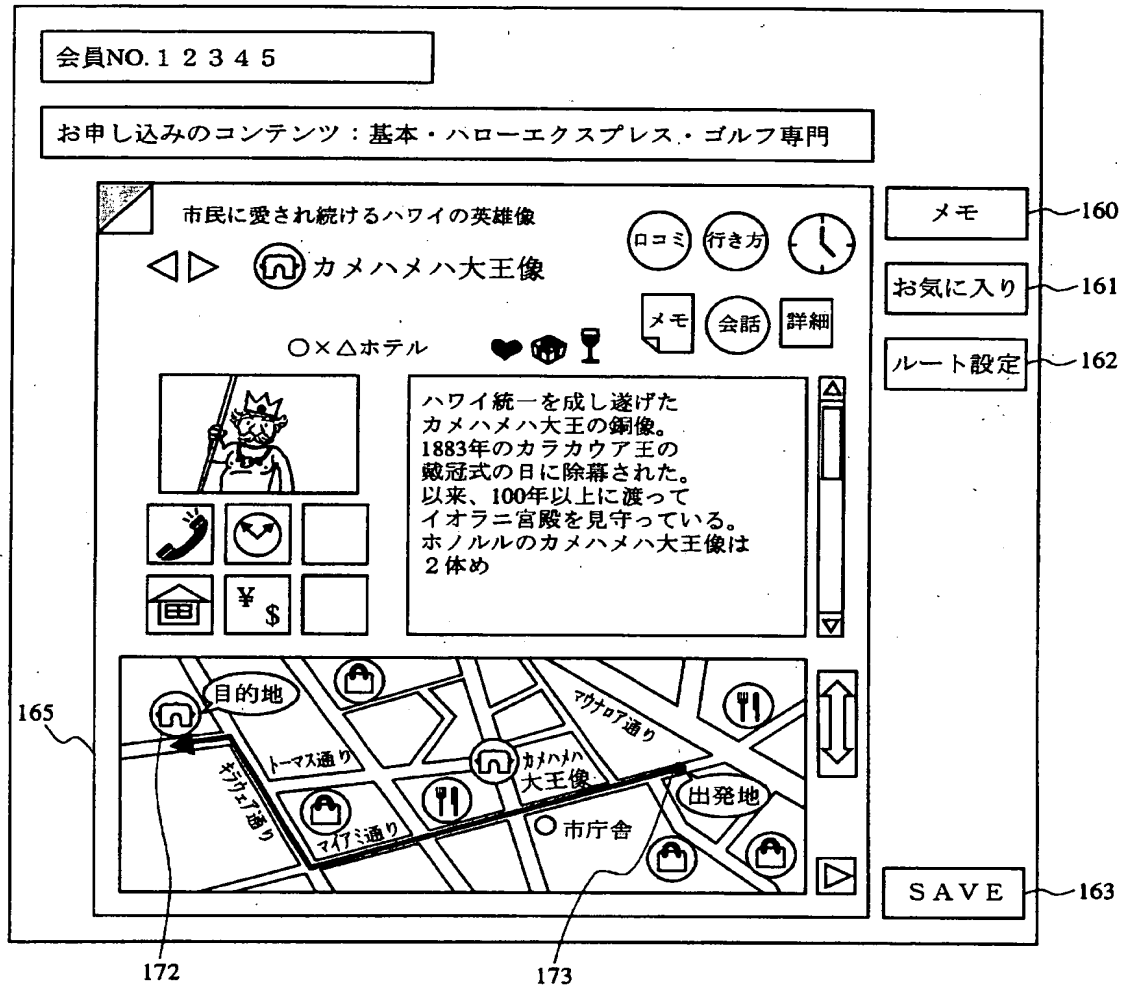 会員NO.１２３４５
お申し込みのコンテンツ：基本・ハローエクスプレス・ゴルフ専門
市民に愛され続けるハワイの英雄像
カメハメハ大王像
口コミ
行き方
メモ
会話
詳細
○×△ホテル
メモ
160
お気に入り
161
ルート設定
162
ハワイ統一を成し遂げた
カメハメハ大王の銅像。
1883年のカラカウア王の
戴冠式の日に除幕された。
以来、100年以上に渡って
イオラニ宮殿を見守っている。
ホノルルのカメハメハ大王像は
２体め
¥
$
165
目的地
トーマス通り
キラウェア通り
マイアミ通り
カメハメハ
大王像
マウナロア通り
出発地
市庁舎
ＳＡＶＥ
163
172
173